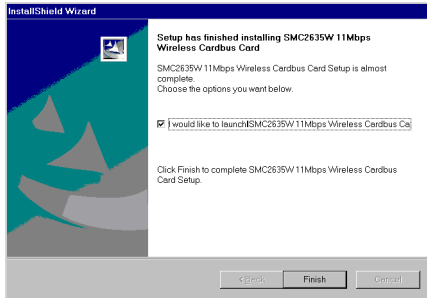 InstallShield Wizard
Setup has finished installing SMC2635W 11Mbps
Wireless Cardbus Card
SMC2635W 11Mbps Wireless Cardbus Card Setup is almost
complete.
Choose the options you want below.
I would like to launch SMC2635W 11Mbps Wireless Cardbus Ca
Click Finish to complete SMC2635W 11Mbps Wireless Cardbus
Card Setup.
< Back Finish Cancel